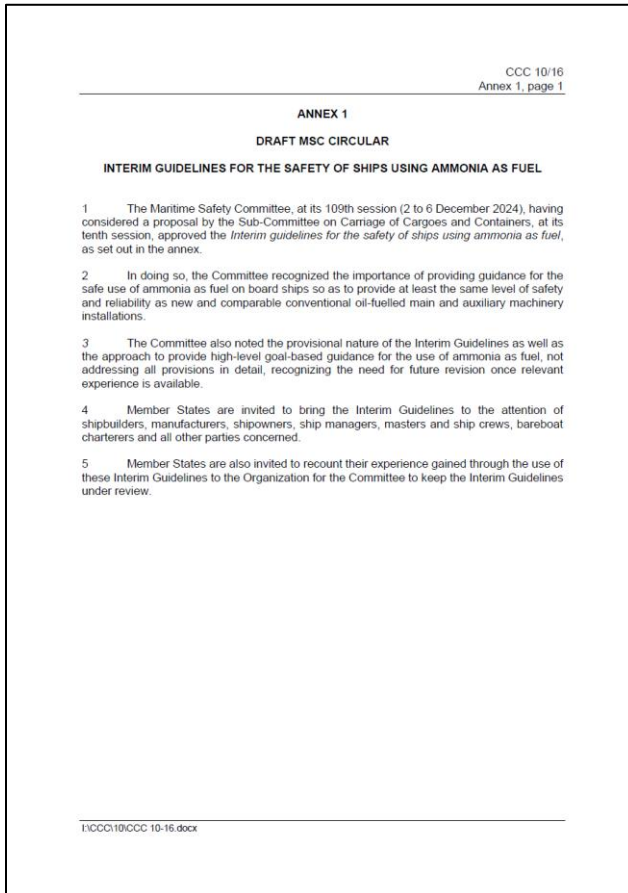 CCC 10/16
Annex 1, page 1
ANNEX 1
DRAFT MSC CIRCULAR
INTERIM GUIDELINES FOR THE SAFETY OF SHIPS USING AMMONIA AS FUEL
1 The Maritime Safety Committee, at its 109th session (2 to 6 December 2024), having
considered a proposal by the Sub-Committee on Carriage of Cargoes and Containers, at its
tenth session, approved the Interim guidelines for the safety of ships using ammonia as fuel,
as set out in the annex.
2 In doing so, the Committee recognized the importance of providing guidance for the
safe use of ammonia as fuel on board ships so as to provide at least the same level of safety
and reliability as new and comparable conventional oil-fuelled main and auxiliary machinery
installations.
3 The Committee also noted the provisional nature of the Interim Guidelines as well as
the approach to provide high-level goal-based guidance for the use of ammonia as fuel, not
addressing all provisions in detail, recognizing the need for future revision once relevant
experience is available.
4 Member States are invited to bring the Interim Guidelines to the attention of
shipbuilders, manufacturers, shipowners, ship managers, masters and ship crews, bareboat
charterers and all other parties concerned.
5 Member States are also invited to recount their experience gained through the use of
these Interim Guidelines to the Organization for the Committee to keep the Interim Guidelines
under review.
I:\CCC\10\CCC 10-16.docx